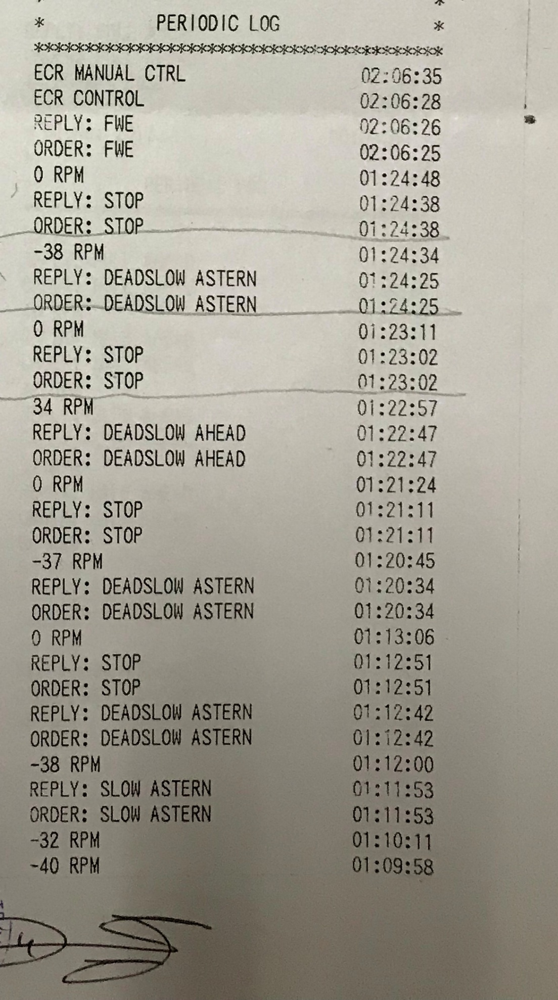 * *
* PERIODIC LOG *
****************************************
ECR MANUAL CTRL 02:06:35
ECR CONTROL 02:06:28
REPLY: FWE 02:06:26
ORDER: FWE 02:06:25
0 RPM 01:24:48
REPLY: STOP 01:24:38
ORDER: STOP 01:24:38
-38 RPM 01:24:34
REPLY: DEADSLOW ASTERN 01:24:25
ORDER: DEADSLOW ASTERN 01:24:25
0 RPM 01:23:11
REPLY: STOP 01:23:02
ORDER: STOP 01:23:02
34 RPM 01:22:57
REPLY: DEADSLOW AHEAD 01:22:47
ORDER: DEADSLOW AHEAD 01:22:47
0 RPM 01:21:24
REPLY: STOP 01:21:11
ORDER: STOP 01:21:11
-37 RPM 01:20:45
REPLY: DEADSLOW ASTERN 01:20:34
ORDER: DEADSLOW ASTERN 01:20:34
0 RPM 01:13:06
REPLY: STOP 01:12:51
ORDER: STOP 01:12:51
REPLY: DEADSLOW ASTERN 01:12:42
ORDER: DEADSLOW ASTERN 01:12:42
-38 RPM 01:12:00
REPLY: SLOW ASTERN 01:11:53
ORDER: SLOW ASTERN 01:11:53
-32 RPM 01:10:11
-40 RPM 01:09:58